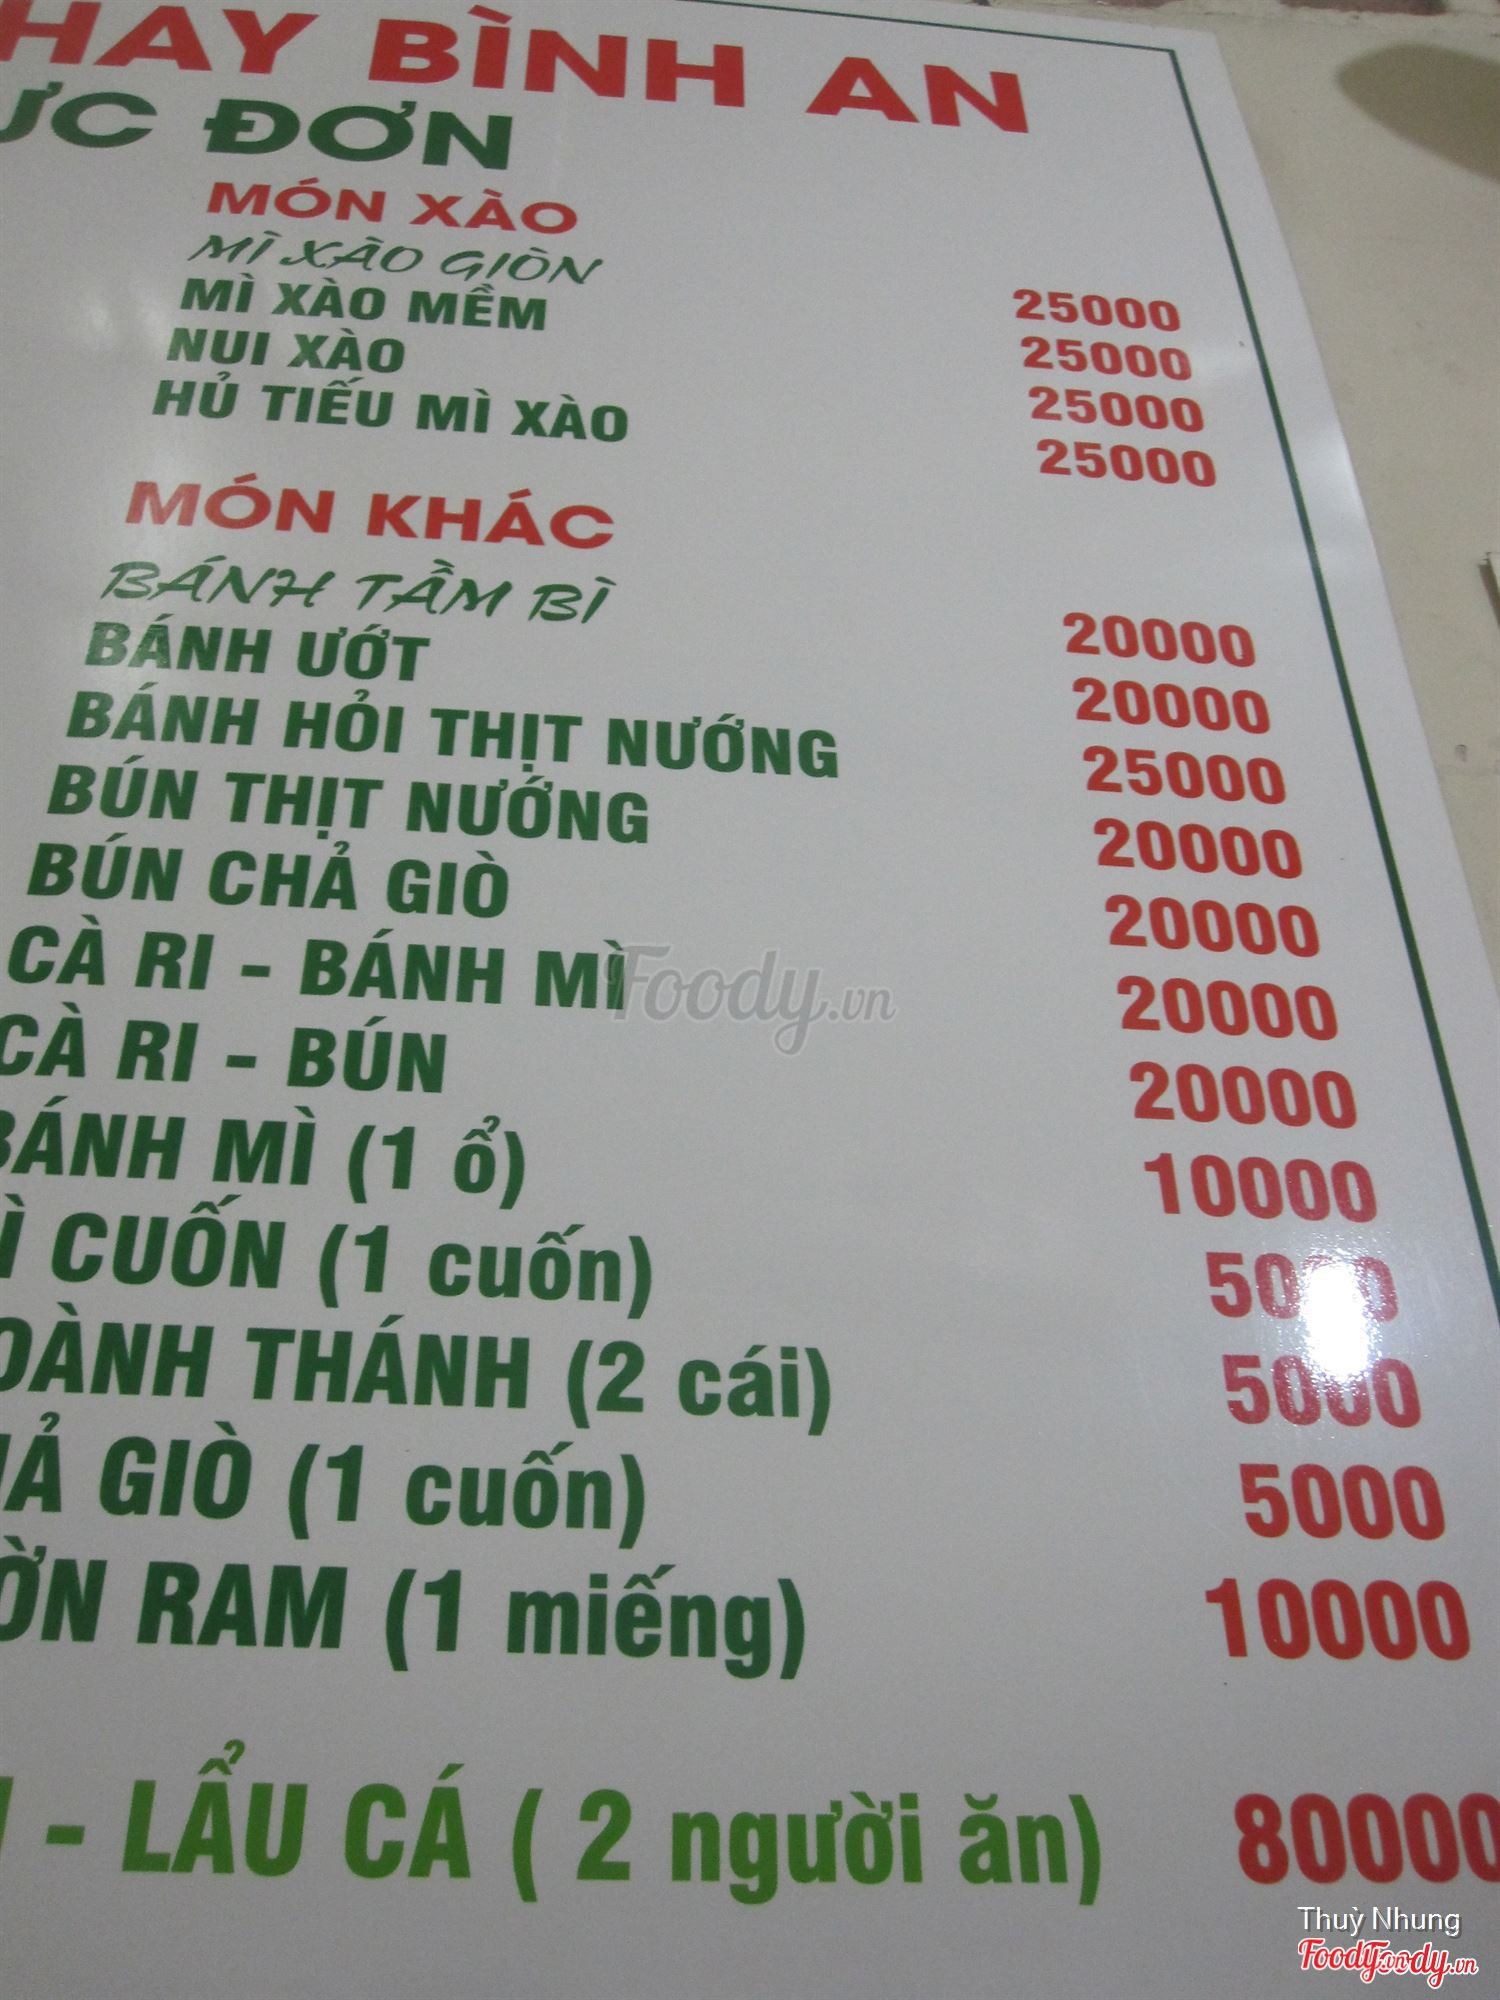 HAY BÌNH AN
ỰC ĐƠN
MÓN XÀO
MÌ XÀO GIÒN 25000
MÌ XÀO MỀM 25000
NUI XÀO 25000
HỦ TIẾU MÌ XÀO 25000
MÓN KHÁC
BÁNH TẦM BÌ 20000
BÁNH ƯỚT 20000
BÁNH HỎI THỊT NƯỚNG 25000
BÚN THỊT NƯỚNG 20000
BÚN CHẢ GIÒ 20000
CÀ RI - BÁNH MÌ 20000
CÀ RI - BÚN 20000
BÁNH MÌ (1 ổ) 10000
Ì CUỐN (1 cuốn) 5000
OÀNH THÁNH (2 cái) 5000
Ả GIÒ (1 cuốn) 5000
ỜN RAM (1 miếng) 10000
- LẨU CÁ ( 2 người ăn) 80000
Foody.vn
Thuỳ Nhung
Foody.vn